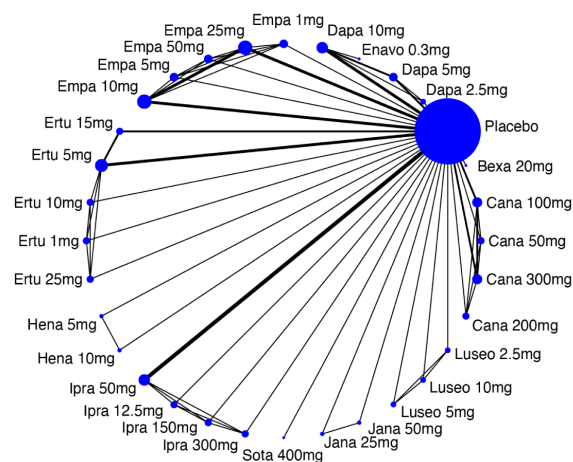 Empa 1mg
Empa 25mg
Dapa 10mg
Empa 50mg
Enavo 0.3mg
Empa 5mg
Dapa 5mg
Empa 10mg
Dapa 2.5mg
Ertu 15mg
Placebo
Ertu 5mg
Bexa 20mg
Ertu 10mg
Cana 100mg
Ertu 1mg
Cana 50mg
Ertu 25mg
Cana 300mg
Hena 5mg
Cana 200mg
Hena 10mg
Luseo 2.5mg
Ipra 50mg
Luseo 10mg
Ipra 12.5mg
Luseo 5mg
Ipra 150mg
Jana 50mg
Ipra 300mg
Jana 25mg
Sota 400mg